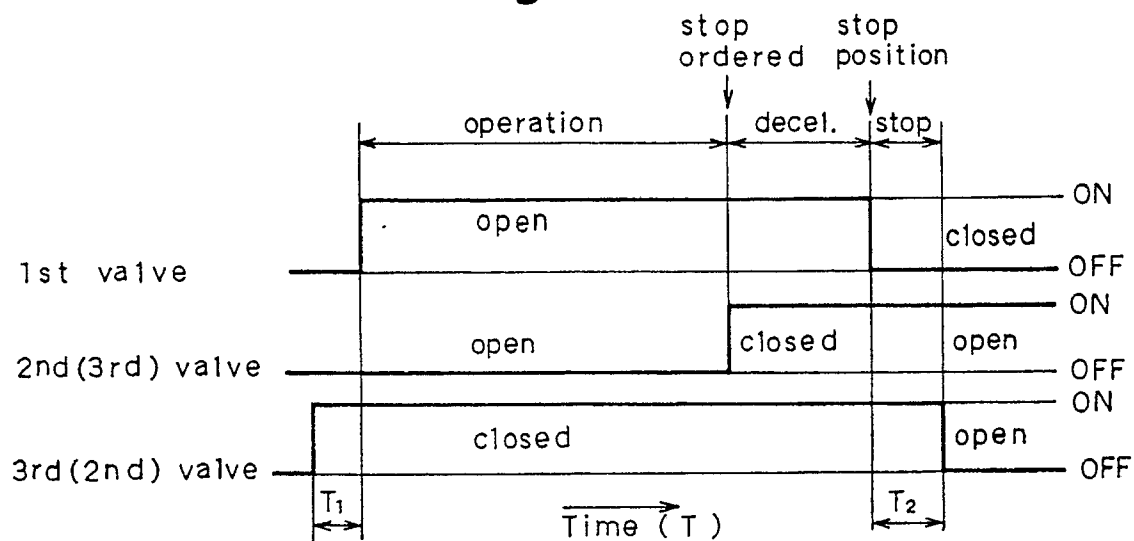 stop stop
ordered position
operation decel. stop
ON
open closed
1st valve OFF
ON
open closed open
2nd(3rd) valve OFF
ON
closed open
3rd(2nd) valve OFF
T1 Time (T) T2